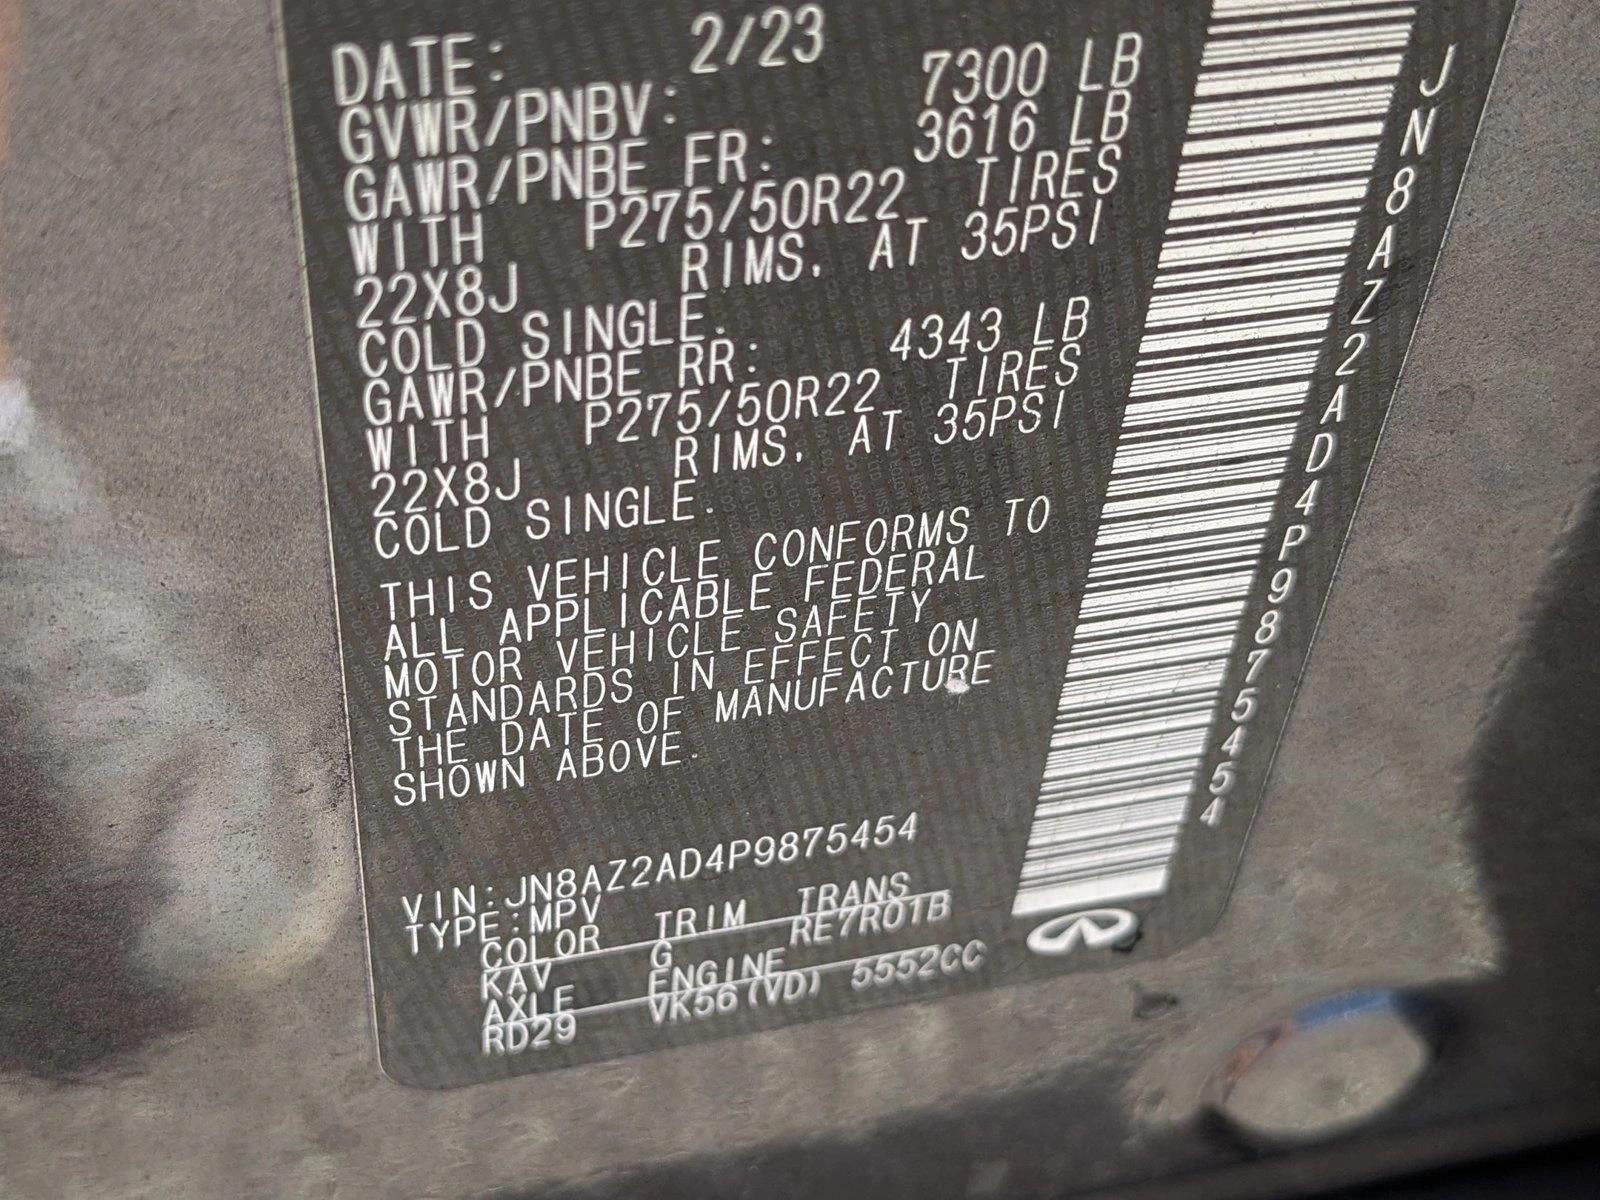 DATE: 2/23
GVWR/PNBV: 7300 LB
GAWR/PNBE FR: 3616 LB
WITH P275/50R22 TIRES
22X8J RIMS. AT 35PSI
COLD SINGLE.
GAWR/PNBE RR: 4343 LB
WITH P275/50R22 TIRES
22X8J RIMS. AT 35PSI
COLD SINGLE.
THIS VEHICLE CONFORMS TO
ALL APPLICABLE FEDERAL
MOTOR VEHICLE SAFETY
STANDARDS IN EFFECT ON
THE DATE OF MANUFACTURE
SHOWN ABOVE.
VIN:JN8AZ2AD4P9875454
TYPE:MPV
COLOR TRIM TRANS
KAV G RE7R01B
AXLE ENGINE
RD29 VK56(VD) 5552CC
JN8AZ2AD4P9875454